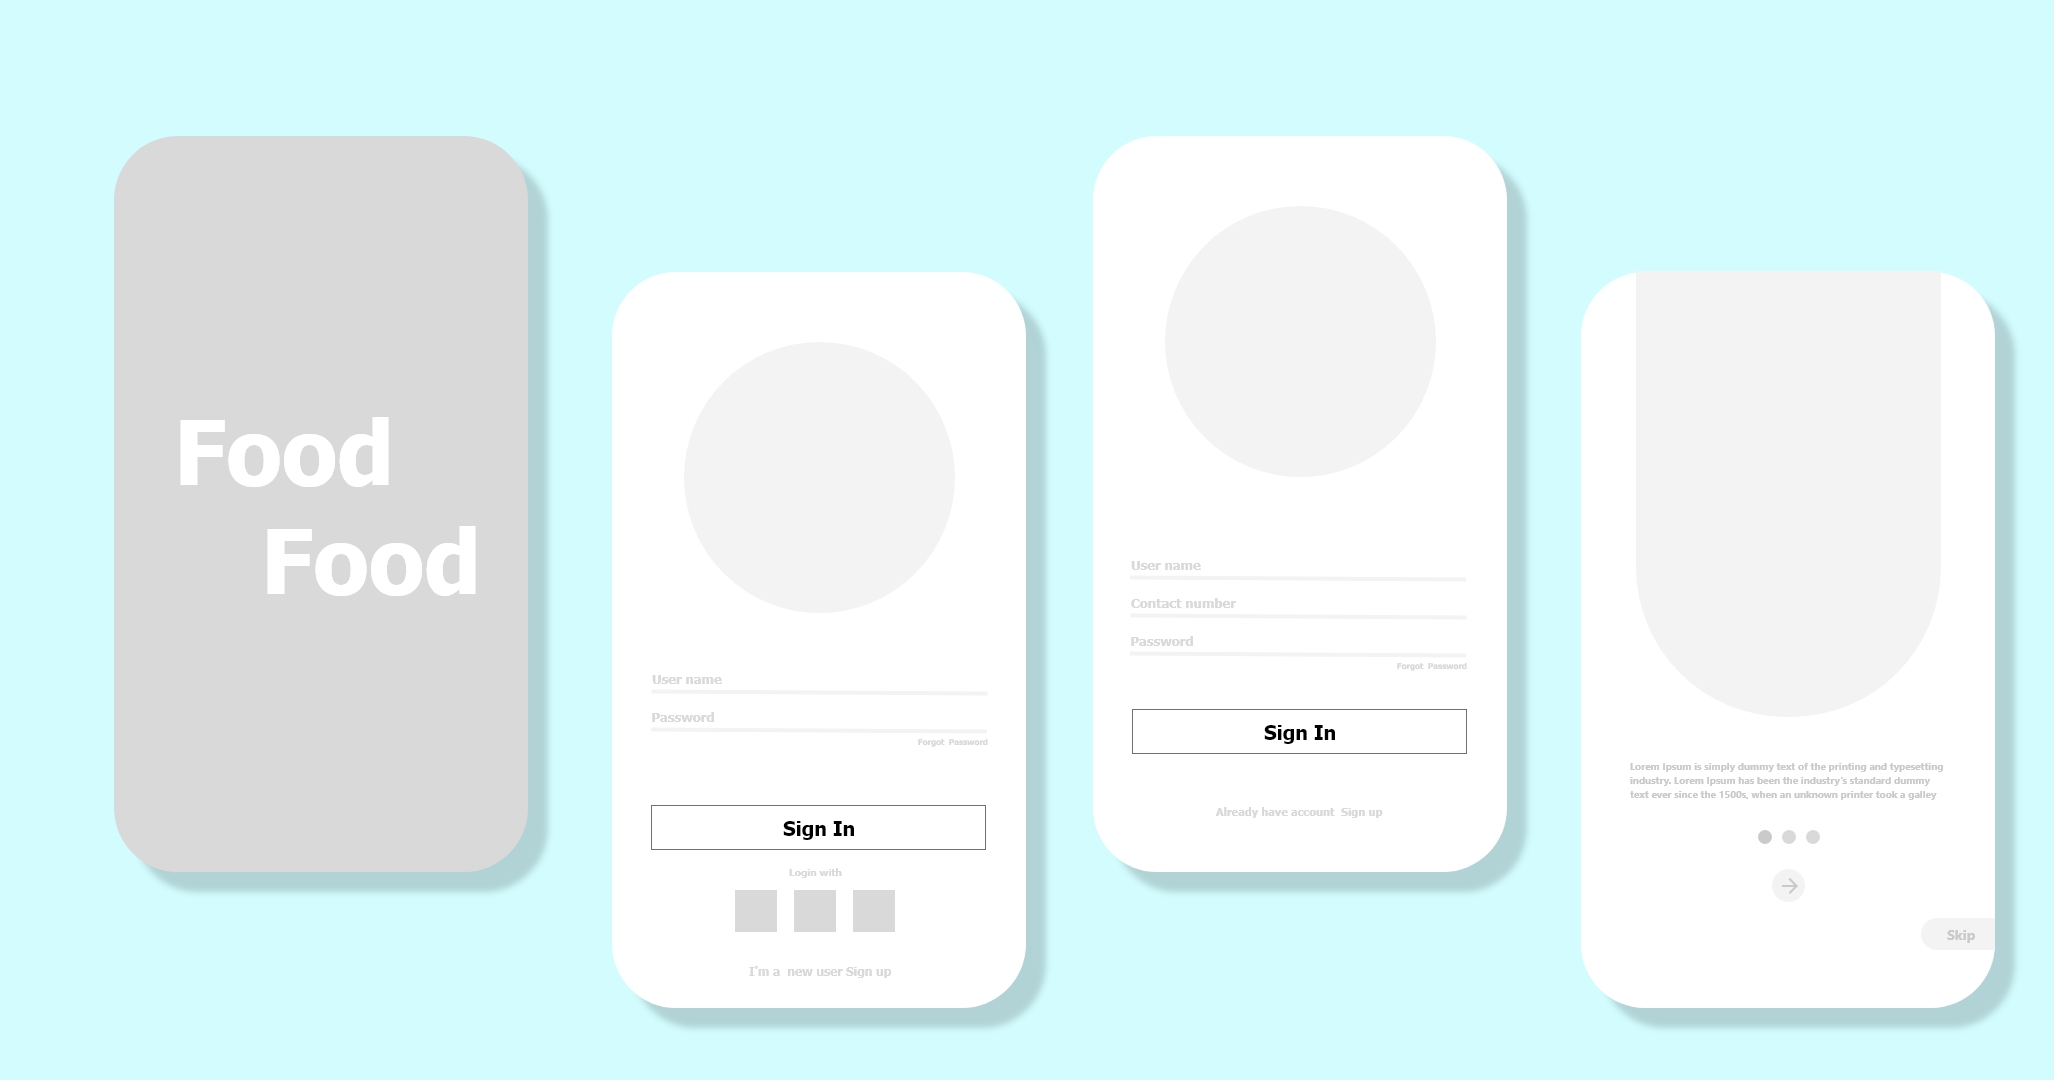 Food
Food
User name
Password
Forgot Password
Sign In
Login with
I'm a new user Sign up
User name
Contact number
Password
Forgot Password
Sign In
Already have account Sign up
Lorem Ipsum is simply dummy text of the printing and typesetting
industry. Lorem Ipsum has been the industry's standard dummy
text ever since the 1500s, when an unknown printer took a galley
Skip